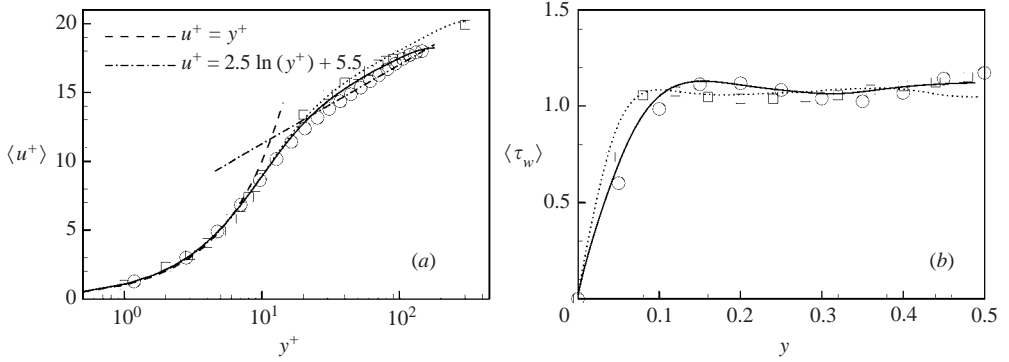 20
15
10
5
0
⟨u⁺⟩
u⁺ = y⁺
u⁺ = 2.5 ln (y⁺) + 5.5
(a)
10⁰
10¹
10²
y⁺
1.5
1.0
0.5
0
⟨τ_w⟩
(b)
0.1
0.2
0.3
0.4
0.5
y